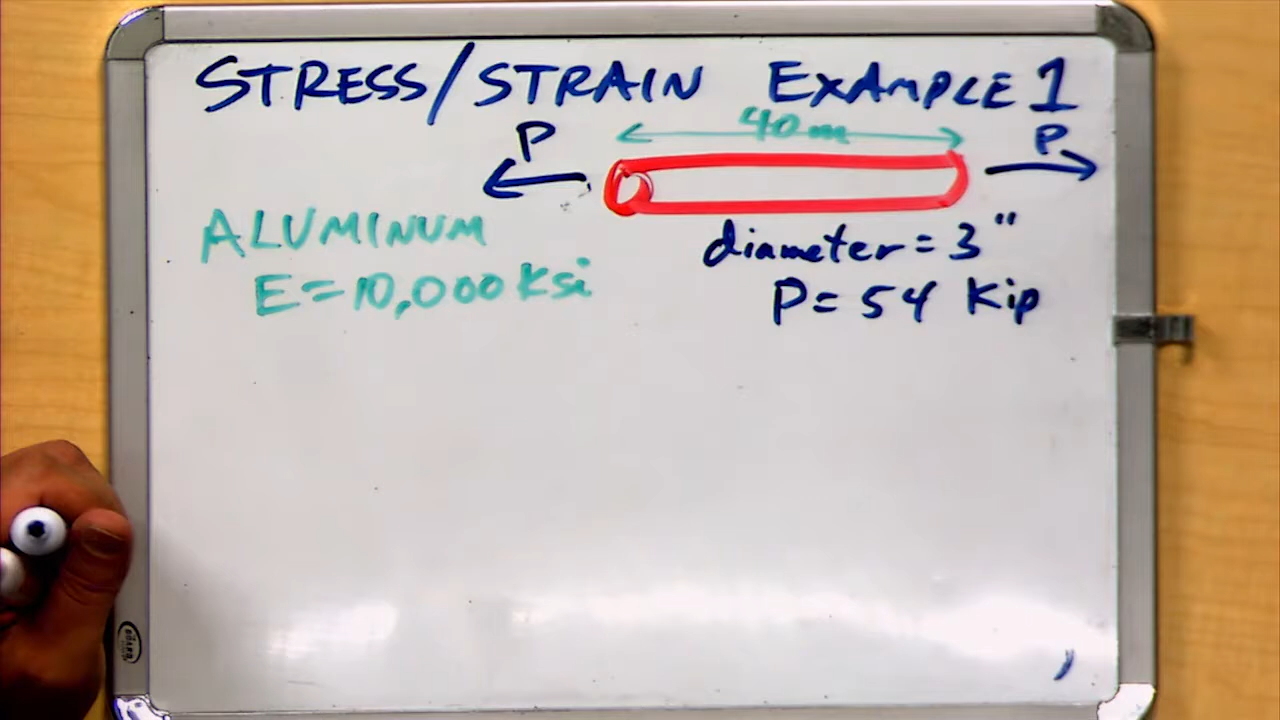 STRESS/STRAIN EXAMPLE 1
40 in
P P
ALUMINUM
diameter = 3"
E = 10,000 Ksi
P = 54 Kip